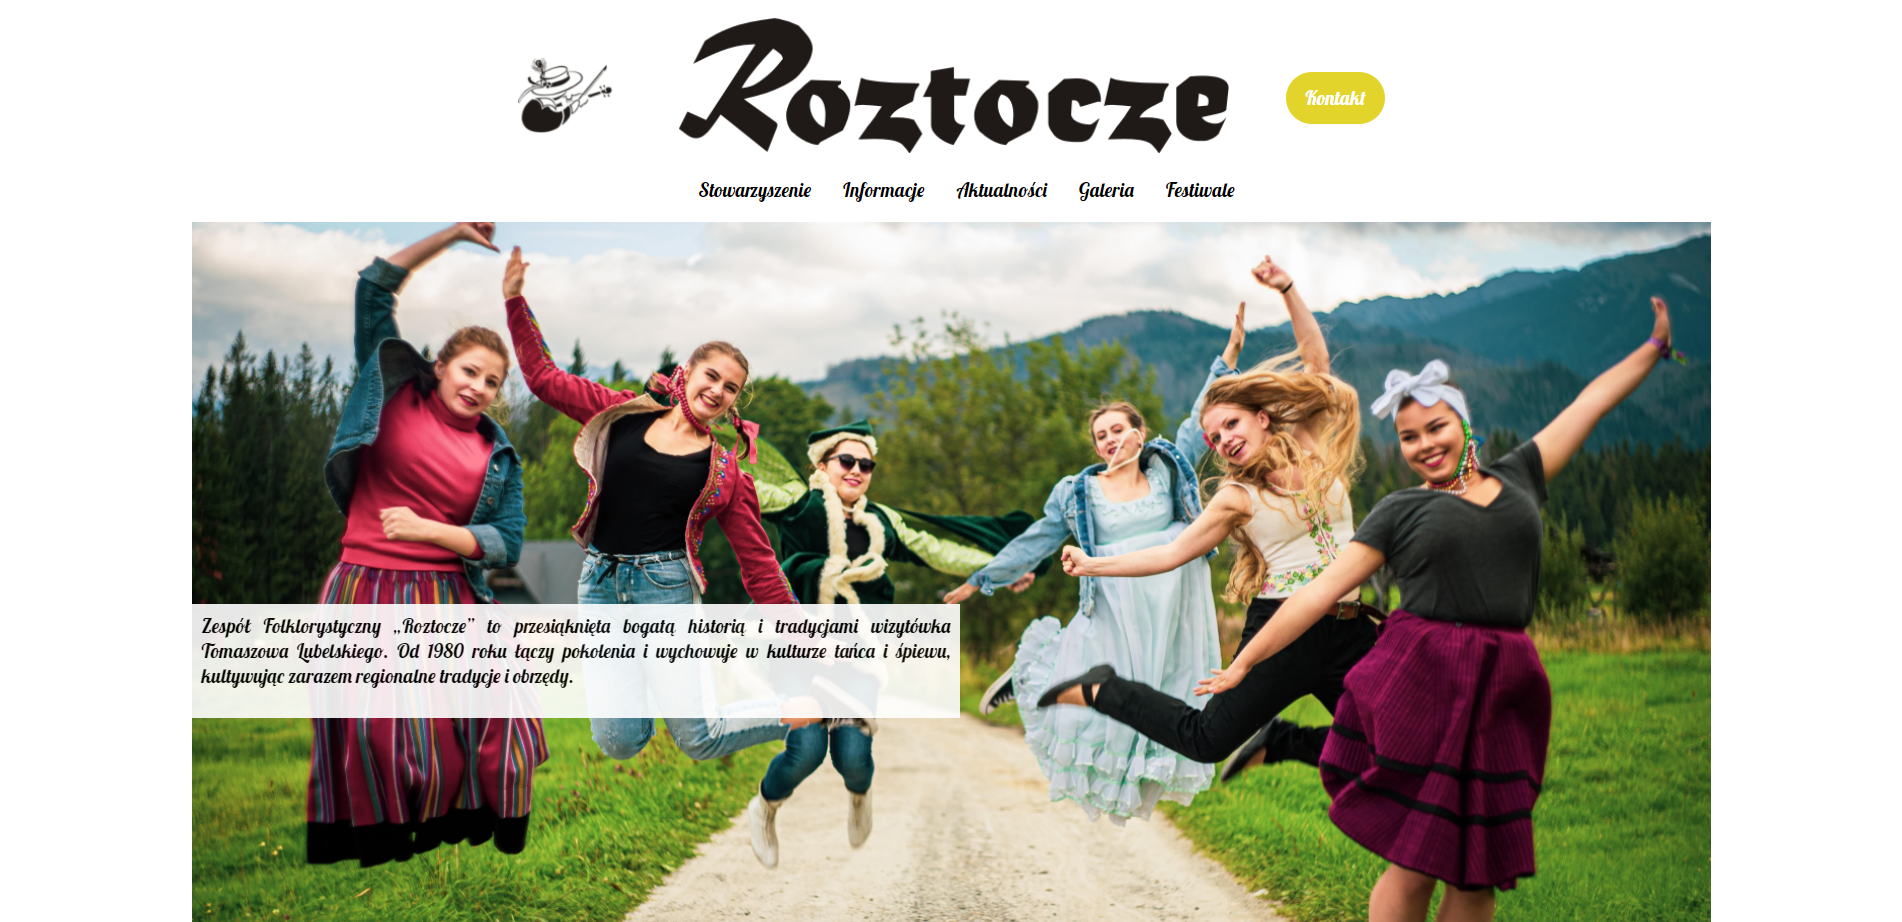 Roztocze
Kontakt
Stowarzyszenie Informacje Aktualności Galeria Festiwale
Zespół Folklorystyczny „Roztocze” to przesiąknięta bogatą historią i tradycjami wizytówka
Tomaszowa Lubelskiego. Od 1980 roku łączy pokolenia i wychowuje w kulturze tańca i śpiewu,
kultywując zarazem regionalne tradycje i obrzędy.